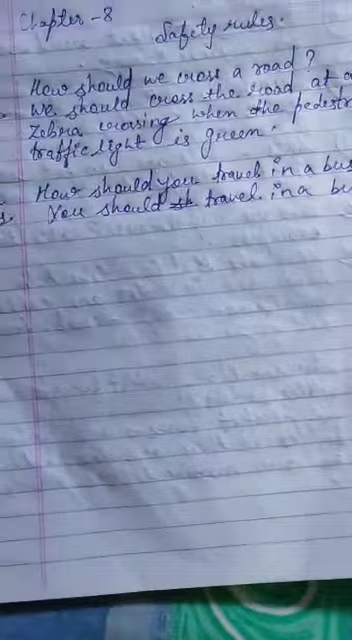 Chapter-8
Safety rules.
How should we cross a road?
We should cross the road at a
Zebra crossing when the pedestr
traffic light is green.
How should you travel in a bus
You should travel in a bu